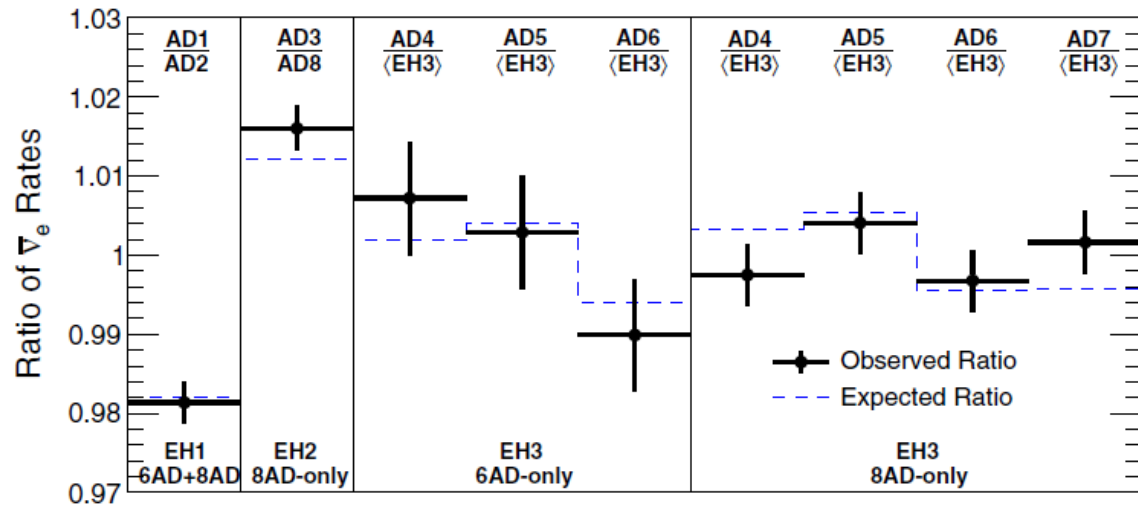 1.03
1.02
1.01
1
0.99
0.98
0.97
Ratio of ν̅e Rates
AD1
AD2
AD3
AD8
AD4
⟨EH3⟩
AD5
⟨EH3⟩
AD6
⟨EH3⟩
AD4
⟨EH3⟩
AD5
⟨EH3⟩
AD6
⟨EH3⟩
AD7
⟨EH3⟩
Observed Ratio
Expected Ratio
EH1
6AD+8AD
EH2
8AD-only
EH3
6AD-only
EH3
8AD-only